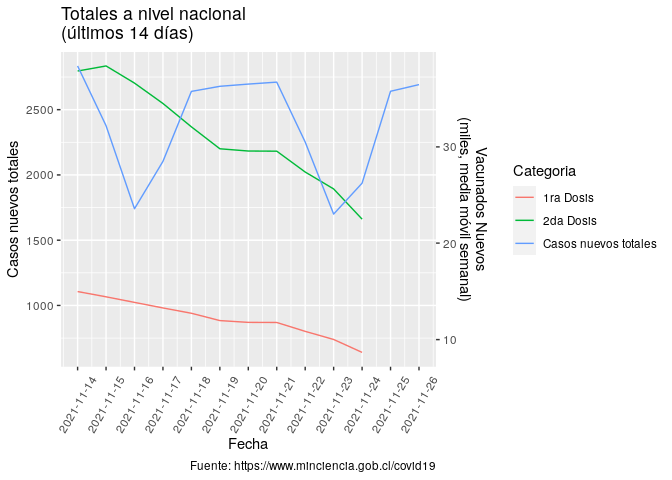 Totales a nivel nacional
(últimos 14 días)
Casos nuevos totales
2500
2000
1500
1000
30
20
10
Vacunados Nuevos
(miles, media móvil semanal)
2021-11-14
2021-11-15
2021-11-16
2021-11-17
2021-11-18
2021-11-19
2021-11-20
2021-11-21
2021-11-22
2021-11-23
2021-11-24
2021-11-25
2021-11-26
Fecha
Categoria
1ra Dosis
2da Dosis
Casos nuevos totales
Fuente: https://www.minciencia.gob.cl/covid19